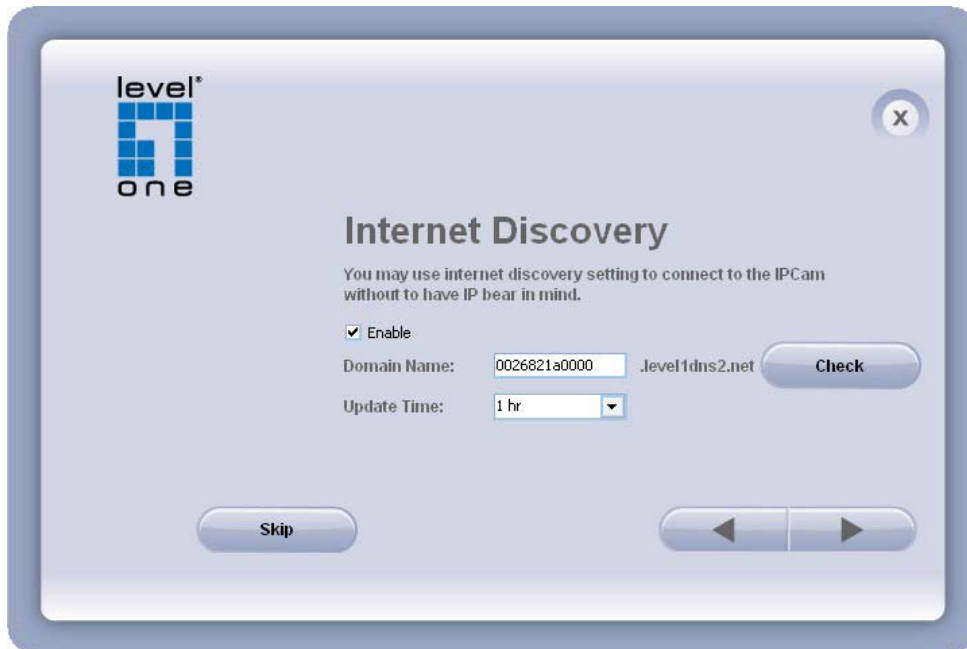 level®
one
X
Internet Discovery
You may use internet discovery setting to connect to the IPCam
without to have IP bear in mind.
Enable
Domain Name: 0026821a0000 .level1dns2.net Check
Update Time: 1 hr
Skip